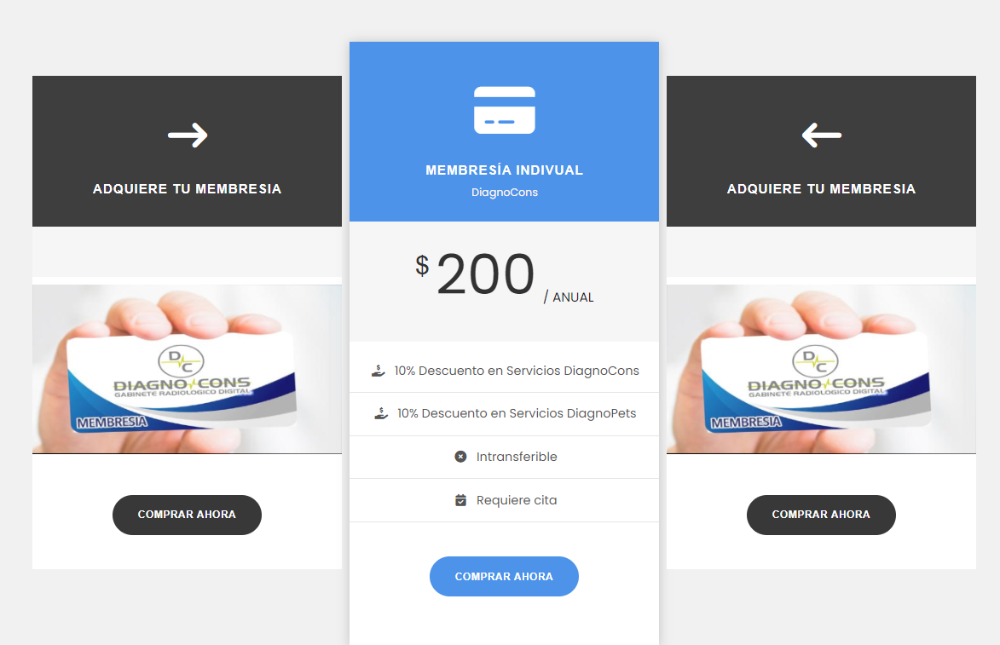 ADQUIERE TU MEMBRESIA
D
C
DIAGNO CONS
GABINETE RADIOLOGICO DIGITAL
MEMBRESIA
COMPRAR AHORA
MEMBRESÍA INDIVUAL
DiagnoCons
$ 200 / ANUAL
10% Descuento en Servicios DiagnoCons
10% Descuento en Servicios DiagnoPets
Intransferible
Requiere cita
COMPRAR AHORA
ADQUIERE TU MEMBRESIA
D
C
DIAGNO CONS
GABINETE RADIOLOGICO DIGITAL
MEMBRESIA
COMPRAR AHORA